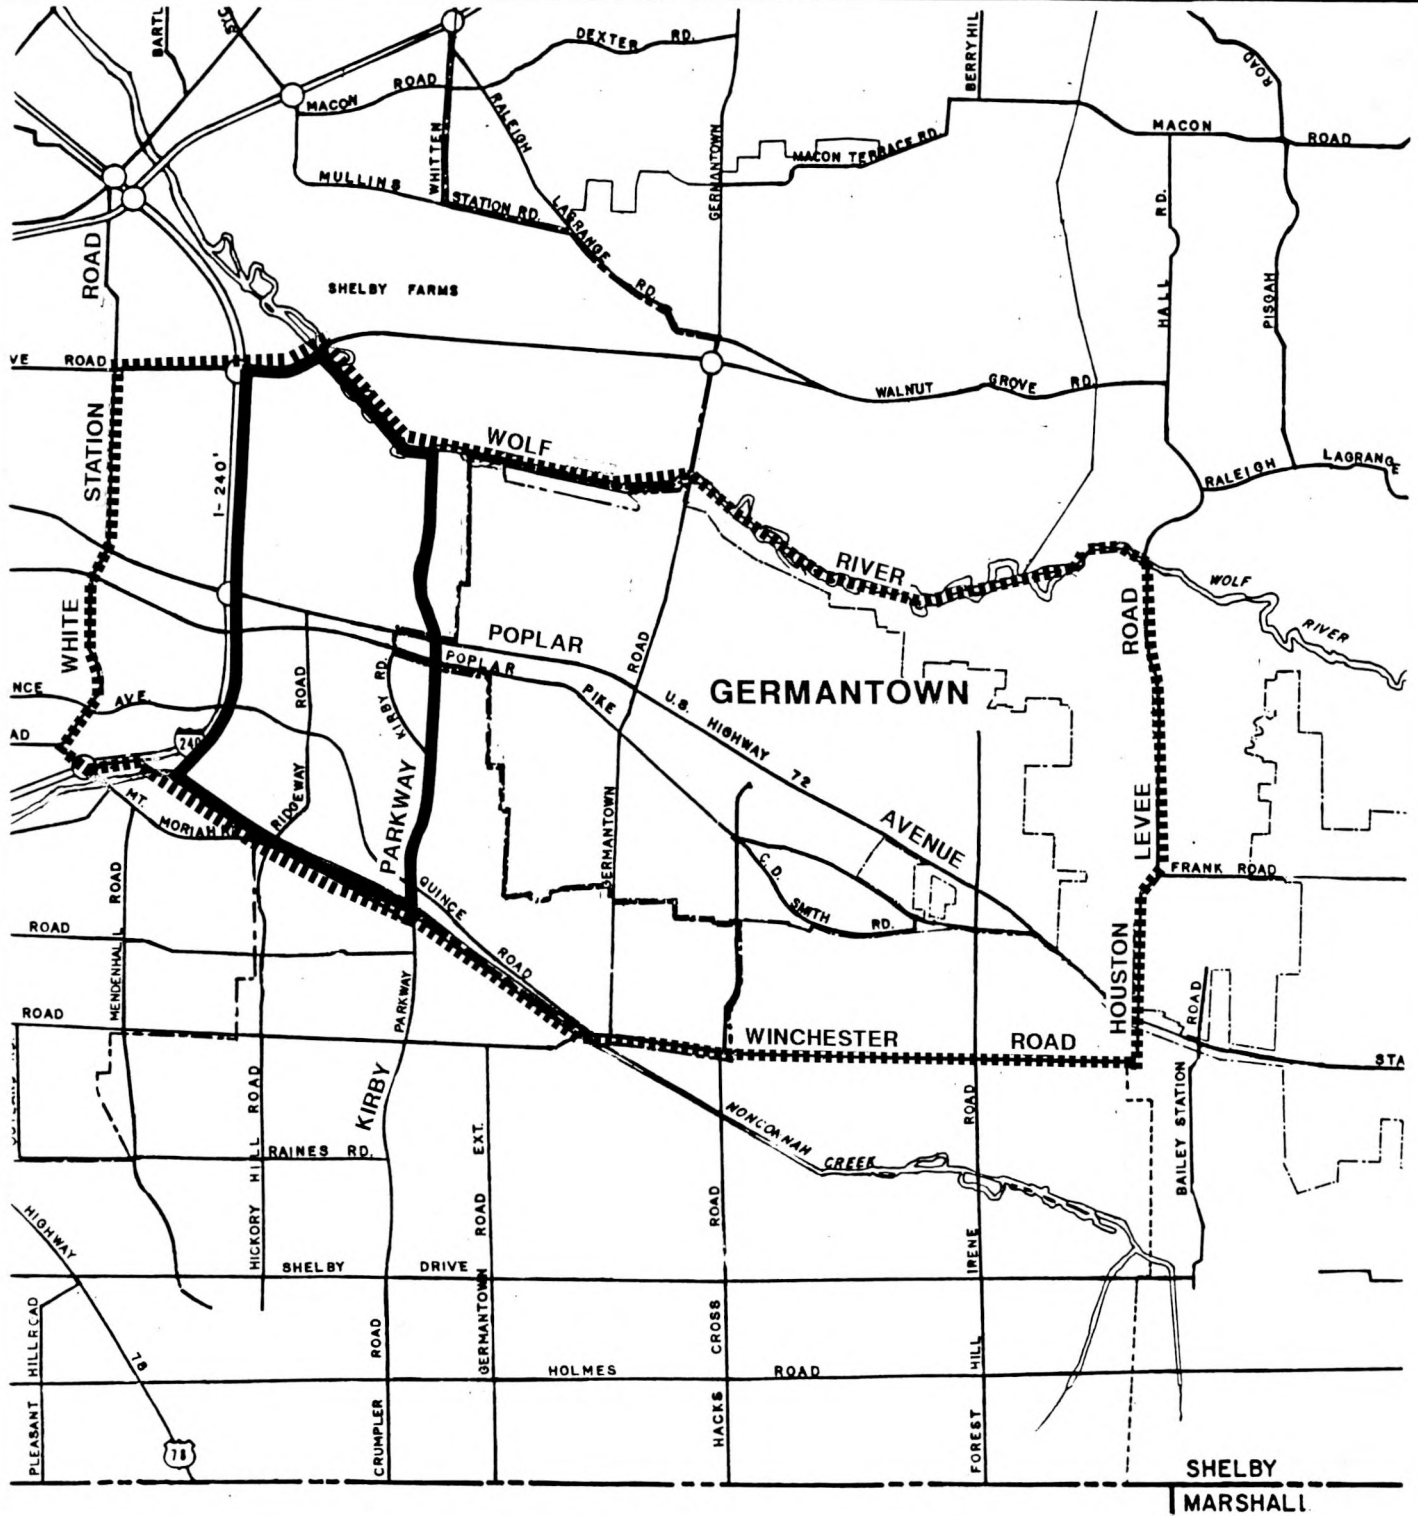 BARTL
STG
DEXTER RD.
BERRYHIL
ROAD
MACON ROAD
RALEIGH
WHITTEN
GERMANTOWN
MACON TERRACE RD.
MACON ROAD
MULLINS
STATION RD.
LAGRANGE
RD.
HALL RD.
PISGAH
ROAD
SHELBY FARMS
VE ROAD
WALNUT GROVE RD.
STATION
WOLF
I-240'
RALEIGH LAGRANGE
RIVER
WOLF
RIVER
ROAD
WHITE
POPLAR
POPLAR
PIKE
ROAD
GERMANTOWN
U.S. HIGHWAY 72
NCE AVE.
ROAD
KIRBY RD.
AD
240
MT.
MORIAH
RIDGEWAY
PARKWAY
GERMANTOWN
AVENUE
LEVEE
C. D.
SMITH RD.
FRANK ROAD
QUINCE
ROAD
ROAD
MENDENHALL ROAD
PARKWAY
HOUSTON
ROAD
ROAD
WINCHESTER ROAD
STA
KIRBY
NONCONNAH
CREEK
ROAD
BAILEY STATION
RAINES RD.
HICKORY HILL ROAD
GERMANTOWN ROAD EXT.
ROAD
IRENE
HIGHWAY
78
SHELBY DRIVE
PLEASANT HILL ROAD
CRUMPLER ROAD
HACKS CROSS
FOREST HILL
HOLMES ROAD
78
SHELBY
MARSHALL